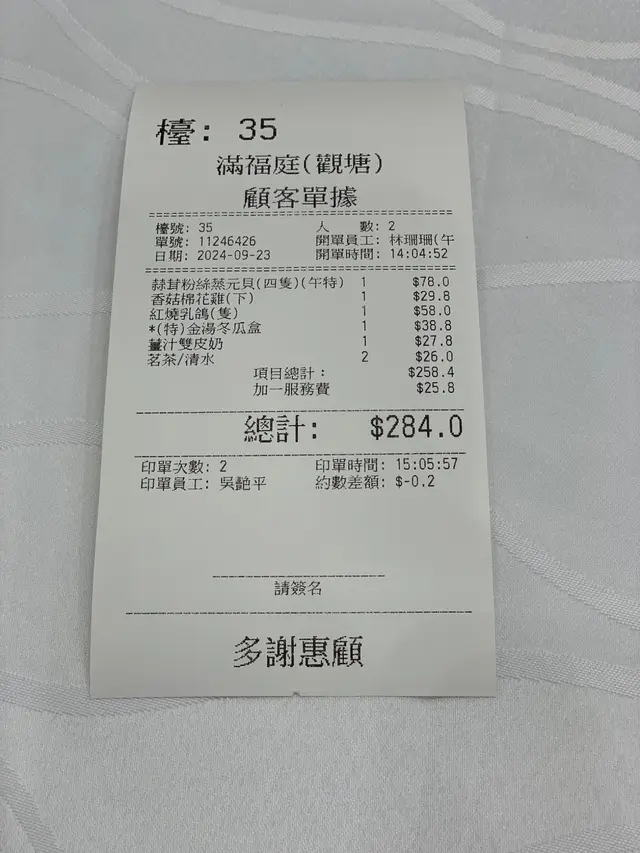 檯: 35
滿福庭(觀塘)
顧客單據
檯號: 35 人 數: 2
單號: 11246426 開單員工: 林珊珊(午
日期: 2024-09-23 開單時間: 14:04:52
蒜茸粉絲蒸元貝(四隻)(午特) 1 $78.0
香菇棉花雞(下) 1 $29.8
紅燒乳鴿(隻) 1 $58.0
*(特)金湯冬瓜盒 1 $38.8
薑汁雙皮奶 1 $27.8
茗茶/清水 2 $26.0
項目總計: $258.4
加一服務費 $25.8
總計: $284.0
印單次數: 2 印單時間: 15:05:57
印單員工: 吳艷平 約數差額: $-0.2
請簽名
多謝惠顧